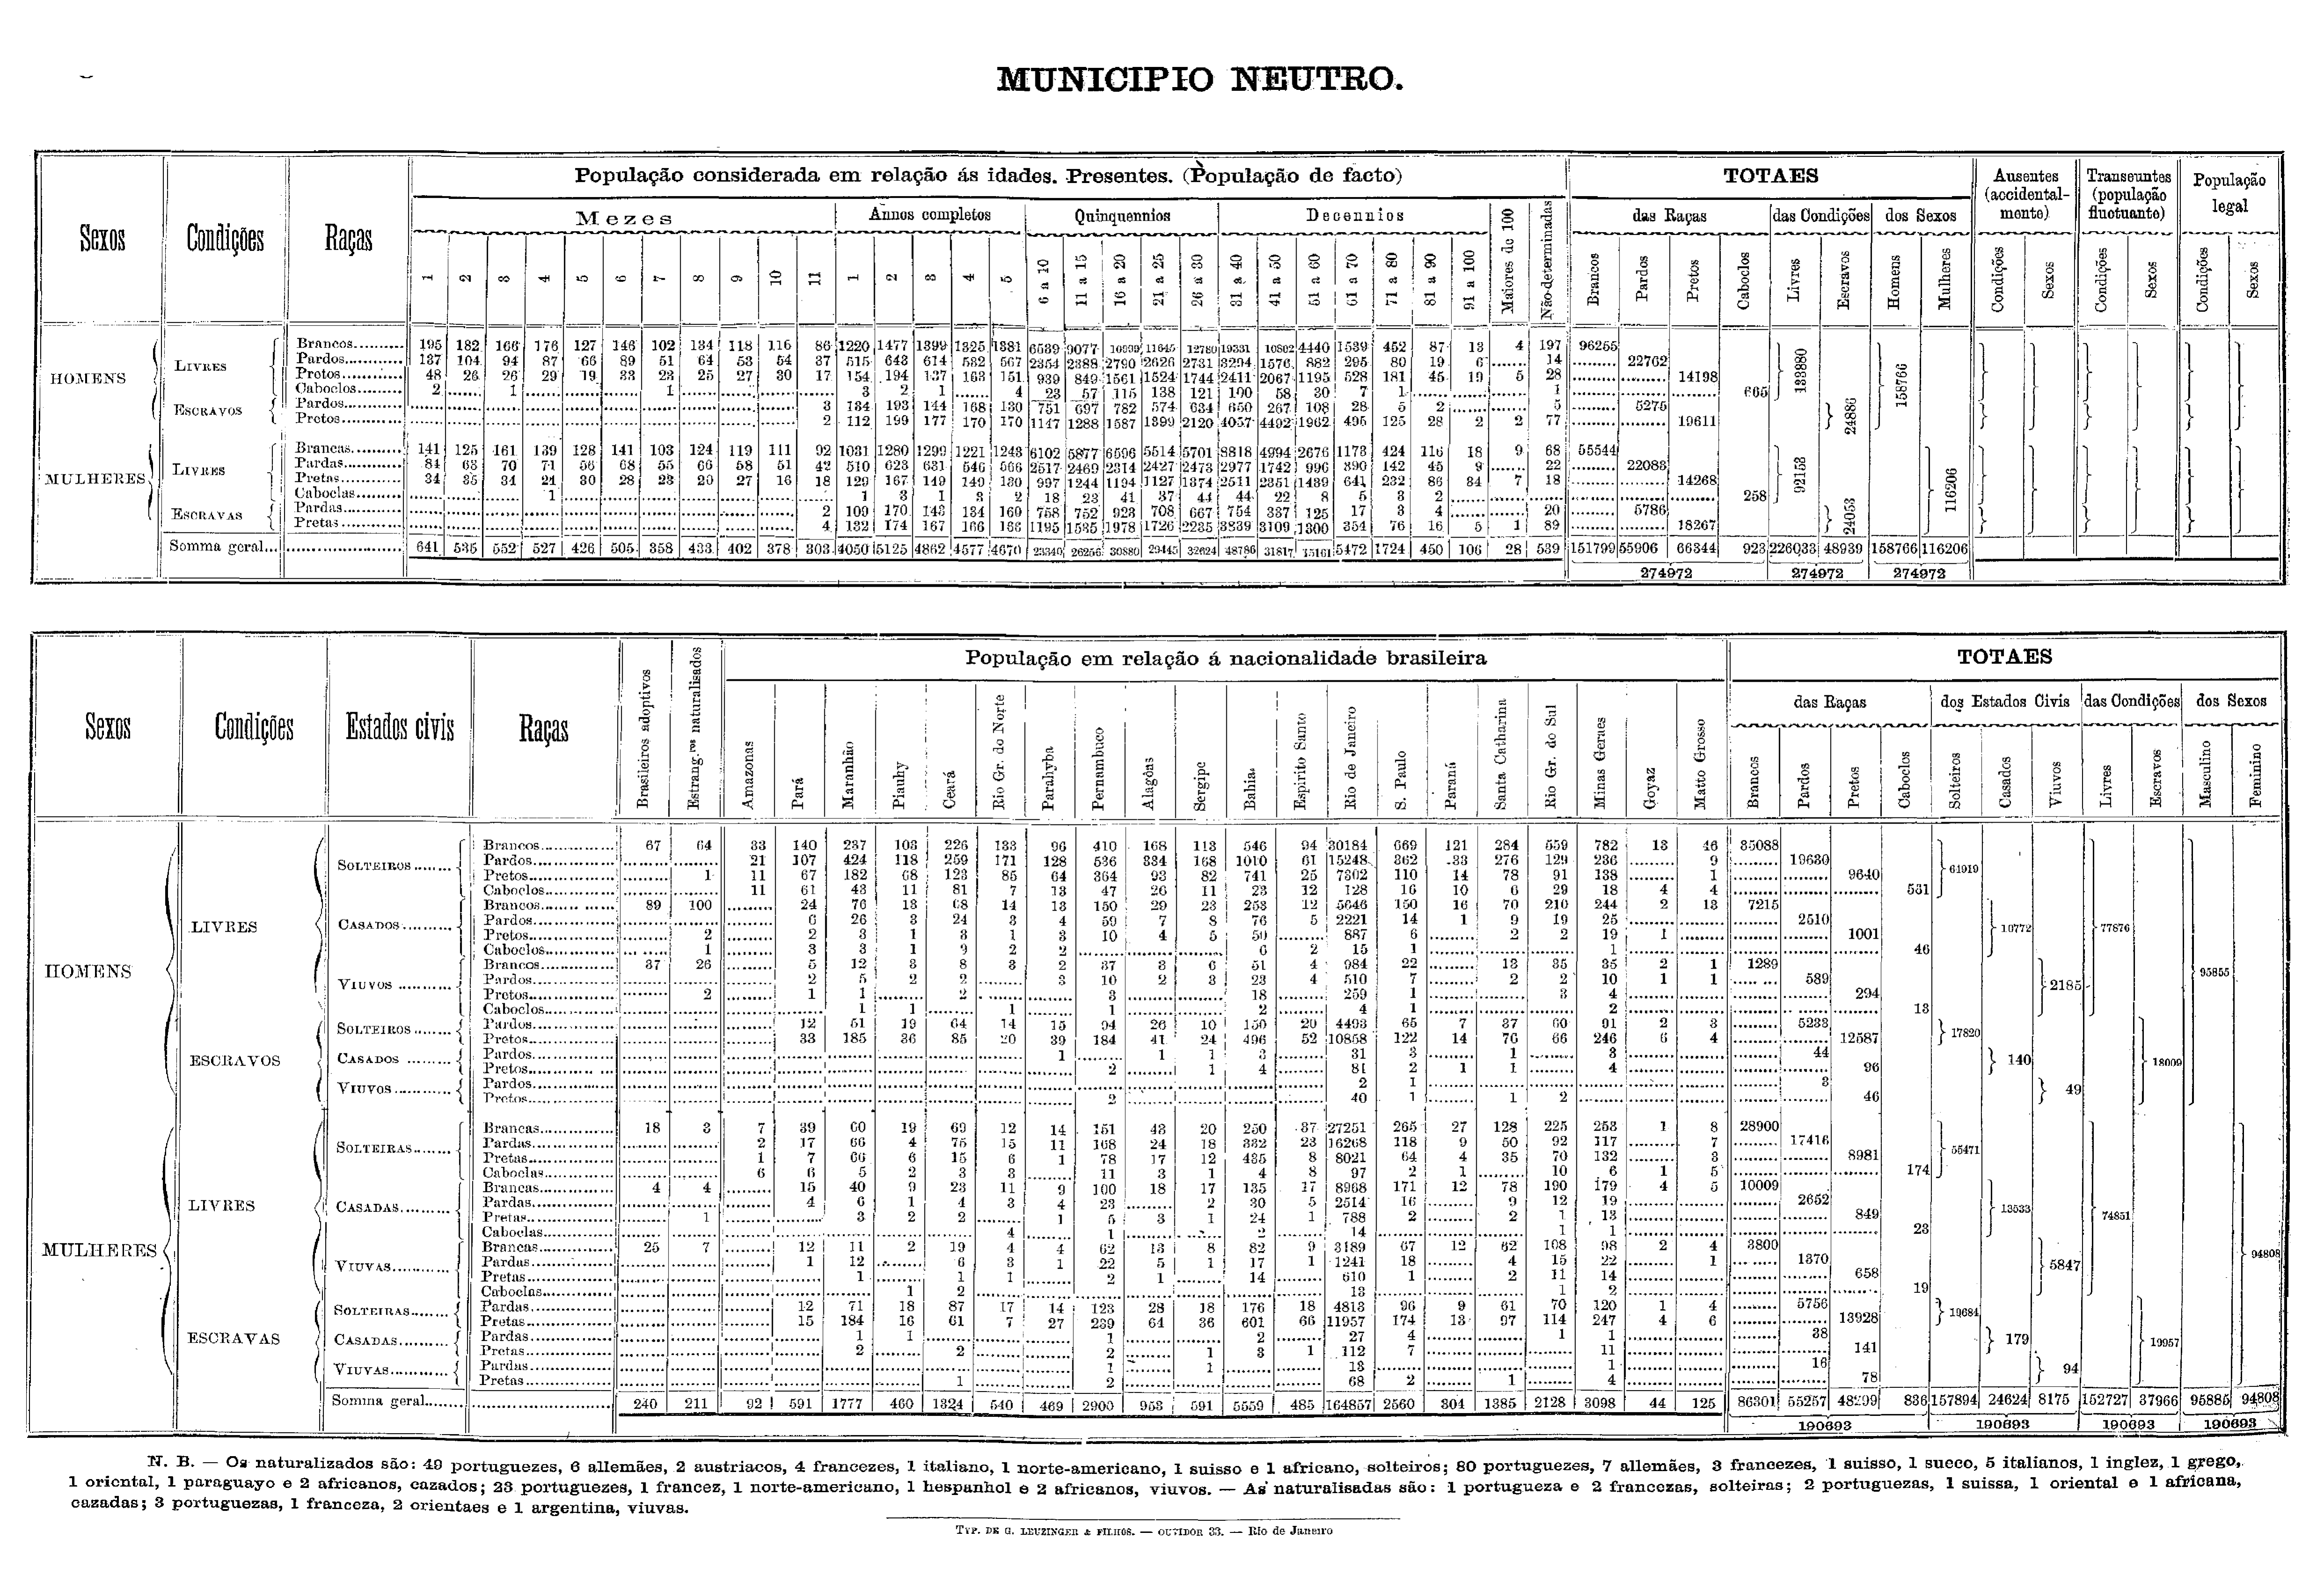 MUNICIPIO NEUTRO.
Sexos Condições Raças População considerada em relação ás idades. Presentes. (População de facto) TOTAES Ausentes (accidentalmente) Transeuntes (população fluctuante) População legal
Mezes Annos completos Quinquennios Decennios Maiores de 100 Não determinadas das Raças das Condições dos Sexos
1 2 3 4 5 6 7 8 9 10 11 1 2 3 4 5 6 a 10 11 a 15 16 a 20 21 a 25 26 a 30 31 a 40 41 a 50 51 a 60 61 a 70 71 a 80 81 a 90 91 a 100 Brancos Pardos Pretos Caboclos Livres Escravos Homens Mulheres Condições Sexos Condições Sexos Condições Sexos
HOMENS LIVRES Brancos 195 182 166 176 127 146 102 134 118 116 86 1220 1477 1399 1325 1381 6539 9077 11645 12780 19331 4440 1539 452 87 13 4 197 96255
Pardos 137 104 94 87 66 89 51 64 53 54 37 515 643 614 532 567 2354 2388 2790 2626 2731 3294 1576 882 295 80 19 6 14 22762
Pretos 48 26 26 29 19 33 23 25 27 30 17 154 194 137 163 151 939 849 1561 1524 1744 2411 2067 1195 528 181 45 19 5 28 14198
Caboclos 2 1 1 3 2 1 4 23 57 115 138 121 100 58 30 7 1 1 665 133880 158766
ESCRAVOS Pardos 3 134 193 144 168 130 751 697 782 574 634 650 267 108 28 5 2 5 5275
Pretos 2 112 199 177 170 170 1147 1288 1587 1899 2120 4057 4492 1962 495 125 28 2 2 77 19611 24886
MULHERES LIVRES Brancas 141 125 161 139 128 141 103 124 119 111 92 1031 1280 1299 1221 1243 6102 5877 6596 5514 5701 8818 4994 2676 1173 424 116 18 9 68 55544
Pardas 84 63 70 71 56 68 55 66 58 51 42 510 623 631 546 566 2517 2469 2314 2427 2473 2977 1742 996 390 142 45 9 22 22083
Pretas 34 35 34 24 30 28 23 20 27 16 18 129 167 149 149 130 997 1244 1194 1127 1374 2511 2351 1439 641 232 86 34 7 18 14268
Caboclas 1 1 3 1 3 2 18 23 41 37 44 44 22 8 5 3 2 258 92153 116206
ESCRAVAS Pardas 2 109 170 143 134 160 758 752 923 708 667 754 337 125 17 3 4 20 5786
Pretas 4 132 174 167 166 166 1195 1535 1978 1726 2235 3839 3109 1300 354 76 16 5 1 89 18267 24053
Somma geral 641 535 552 527 426 505 358 433 402 378 303 4050 5125 4862 4577 4670 23340 26256 30880 29445 32624 48786 31817 15161 5472 1724 450 106 28 539 151799 55906 66344 923 226033 48939 158766 116206
274972 274972 274972
Sexos Condições Estados civis Raças Brasileiros adoptivos Estrang.ros naturalisados População em relação á nacionalidade brasileira TOTAES
das Raças dos Estados Civis das Condições dos Sexos
Amazonas Pará Maranhão Piauhy Ceará Rio Gr. do Norte Parahyba Pernambuco Alagôas Sergipe Bahia Espirito Santo Rio de Janeiro S. Paulo Paraná Santa Catharina Rio Gr. do Sul Minas Geraes Goyaz Matto Grosso Brancos Pardos Pretos Caboclos Solteiros Casados Viuvos Livres Escravos Masculino Feminino
HOMENS LIVRES SOLTEIROS Brancos 67 64 33 140 237 103 226 133 96 410 168 113 546 94 30184 669 121 284 559 782 13 46 35088
Pardos 21 107 424 118 259 171 128 536 334 168 1010 61 15248 362 33 276 129 236 9 19630
Pretos 1 11 67 182 68 123 85 64 364 93 82 741 25 7302 110 14 78 91 138 1 9640
Caboclos 11 61 43 11 81 7 13 47 26 11 23 12 128 16 10 6 29 18 4 4 531 61919
CASADOS Brancos 89 100 24 76 13 68 14 13 150 29 23 253 12 5646 150 16 70 210 244 2 13 7215
Pardos 6 26 3 24 3 4 59 7 8 76 5 2221 14 1 9 19 25 2510
Pretos 2 2 3 1 3 1 3 10 4 5 50 887 6 2 2 19 1 1001
Caboclos 1 3 3 1 9 2 2 6 2 15 1 1 46 10772 77876
VIUVOS Brancos 37 26 5 12 3 8 3 2 37 3 6 51 4 984 22 13 35 35 2 1 1289
Pardos 2 5 2 2 3 10 2 3 23 4 510 7 2 2 10 1 1 589
Pretos 2 1 1 2 3 18 259 1 3 4 294
Caboclos 1 1 1 1 2 4 1 2 13 2185 95855
ESCRAVOS SOLTEIROS Pardos 12 51 19 64 14 15 94 26 10 150 20 4493 65 7 37 60 91 2 3 5233
Pretos 33 185 36 85 20 39 184 41 24 496 52 10858 122 14 76 66 246 6 4 12587 17820
CASADOS Pardos 1 1 1 3 31 3 1 3 44
Pretos 2 1 4 81 2 1 1 4 96 140 18009
VIUVOS Pardos 2 1 3
Pretos 2 40 1 1 2 46 49
MULHERES LIVRES SOLTEIRAS Brancas 18 3 7 39 60 19 69 12 14 151 43 20 250 37 27251 265 27 128 225 253 1 8 28900
Pardas 2 17 66 4 75 15 11 168 24 18 332 23 16268 118 9 50 92 117 7 17416
Pretas 1 7 66 6 15 6 1 78 17 12 435 8 8021 64 4 35 70 132 3 8981
Caboclas 6 6 5 2 3 3 11 3 1 4 8 97 2 1 10 6 1 5 174 55471
CASADAS Brancas 4 4 15 40 9 23 11 9 100 18 17 135 17 8968 171 12 78 190 179 4 5 10009
Pardas 4 6 1 4 3 4 23 2 30 5 2514 16 9 12 19 2652
Pretas 1 3 2 2 1 5 3 1 24 1 788 2 2 1 13 849
Caboclas 4 1 2 14 1 1 23 13533 74851
VIUVAS Brancas 25 7 12 11 2 19 4 4 62 13 8 82 9 3189 67 12 62 108 98 2 4 3800
Pardas 1 12 6 3 1 22 5 1 17 1 1241 18 4 15 22 1 1370
Pretas 1 1 1 2 1 14 610 1 2 11 14 658
Caboclas 1 2 13 1 2 19 5847 94808
ESCRAVAS SOLTEIRAS Pardas 12 71 18 87 17 14 123 28 18 176 18 4813 96 9 61 70 120 1 4 5756
Pretas 15 184 16 61 7 27 239 64 36 601 66 11957 174 13 97 114 247 4 6 13928 19684
CASADAS Pardas 1 1 1 2 27 4 1 1 38
Pretas 2 2 2 1 3 1 112 7 11 141 179 19957
VIUVAS Pardas 1 1 13 1 16
Pretas 1 2 68 2 1 4 78 94
Somma geral 240 211 92 591 1777 460 1324 540 469 2900 953 591 5559 485 164857 2560 304 1385 2128 3098 44 125 86301 55257 48299 836 157894 24624 8175 152727 37966 95885 94808
190693 190693 190693 190693
N. B. — Os naturalizados são: 49 portuguezes, 6 allemães, 2 austriacos, 4 francezes, 1 italiano, 1 norte-americano, 1 suisso e 1 africano, solteiros; 80 portuguezes, 7 allemães, 3 francezes, 1 suisso, 1 sueco, 5 italianos, 1 inglez, 1 grego,
1 oriental, 1 paraguayo e 2 africanos, cazados; 23 portuguezes, 1 francez, 1 norte-americano, 1 hespanhol e 2 africanos, viuvos. — As naturalisadas são: 1 portugueza e 2 francezas, solteiras; 2 portuguezas, 1 suissa, 1 oriental e 1 africana,
cazadas; 3 portuguezas, 1 franceza, 2 orientaes e 1 argentina, viuvas.
TYP. DE G. LEUZINGER & FILHOS. — OUVIDOR 33. — Rio de Janeiro